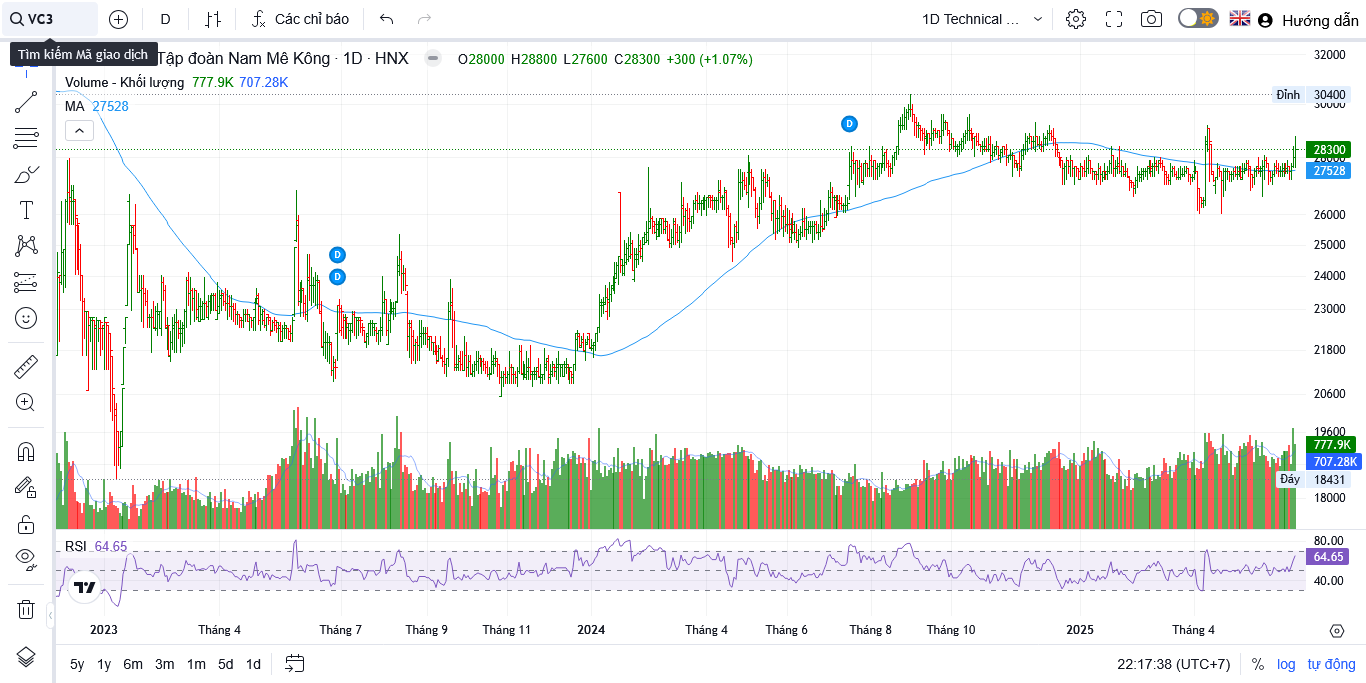 VC3
D
Các chỉ báo
1D Technical ...
Hướng dẫn
Tìm kiếm Mã giao dịch
Tập đoàn Nam Mê Kông · 1D · HNX
O28000 H28800 L27600 C28300 +300 (+1.07%)
Volume - Khối lượng 777.9K 707.28K
MA 27528
32000
Đỉnh 30400
30000
28300
28000
27528
26000
25000
24000
23000
21800
20600
19600
777.9K
707.28K
Đáy 18431
18000
D
D
D
RSI 64.65
80.00
64.65
40.00
2023 Tháng 4 Tháng 7 Tháng 9 Tháng 11 2024 Tháng 4 Tháng 6 Tháng 8 Tháng 10 2025 Tháng 4
5y 1y 6m 3m 1m 5d 1d
22:17:38 (UTC+7) % log tự động